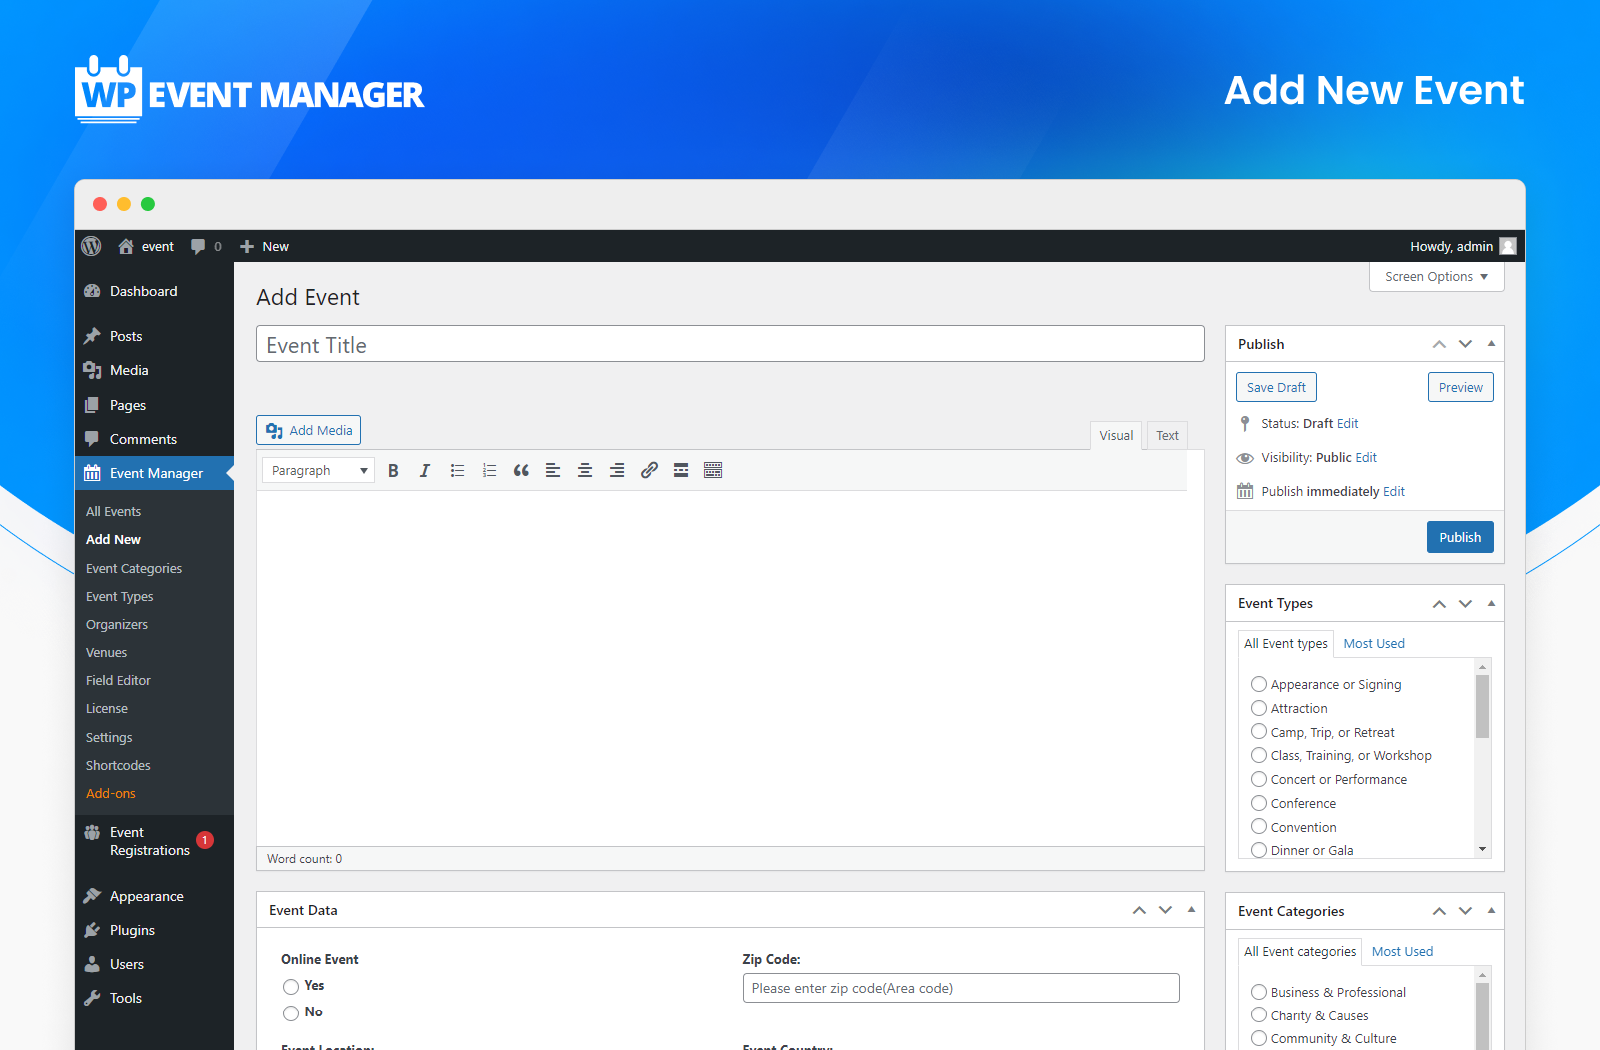 WP EVENT MANAGER
Add New Event
event
0
New
Howdy, admin
Screen Options
Dashboard
Posts
Media
Pages
Comments
Event Manager
All Events
Add New
Event Categories
Event Types
Organizers
Venues
Field Editor
License
Settings
Shortcodes
Add-ons
Event
Registrations
1
Appearance
Plugins
Users
Tools
Add Event
Event Title
Add Media
Visual
Text
Paragraph
B
I
Word count: 0
Event Data
Online Event
Yes
No
Event Location:
Zip Code:
Please enter zip code(Area code)
Event Country:
Publish
Save Draft
Preview
Status: Draft Edit
Visibility: Public Edit
Publish immediately Edit
Publish
Event Types
All Event types
Most Used
Appearance or Signing
Attraction
Camp, Trip, or Retreat
Class, Training, or Workshop
Concert or Performance
Conference
Convention
Dinner or Gala
Event Categories
All Event categories
Most Used
Business & Professional
Charity & Causes
Community & Culture